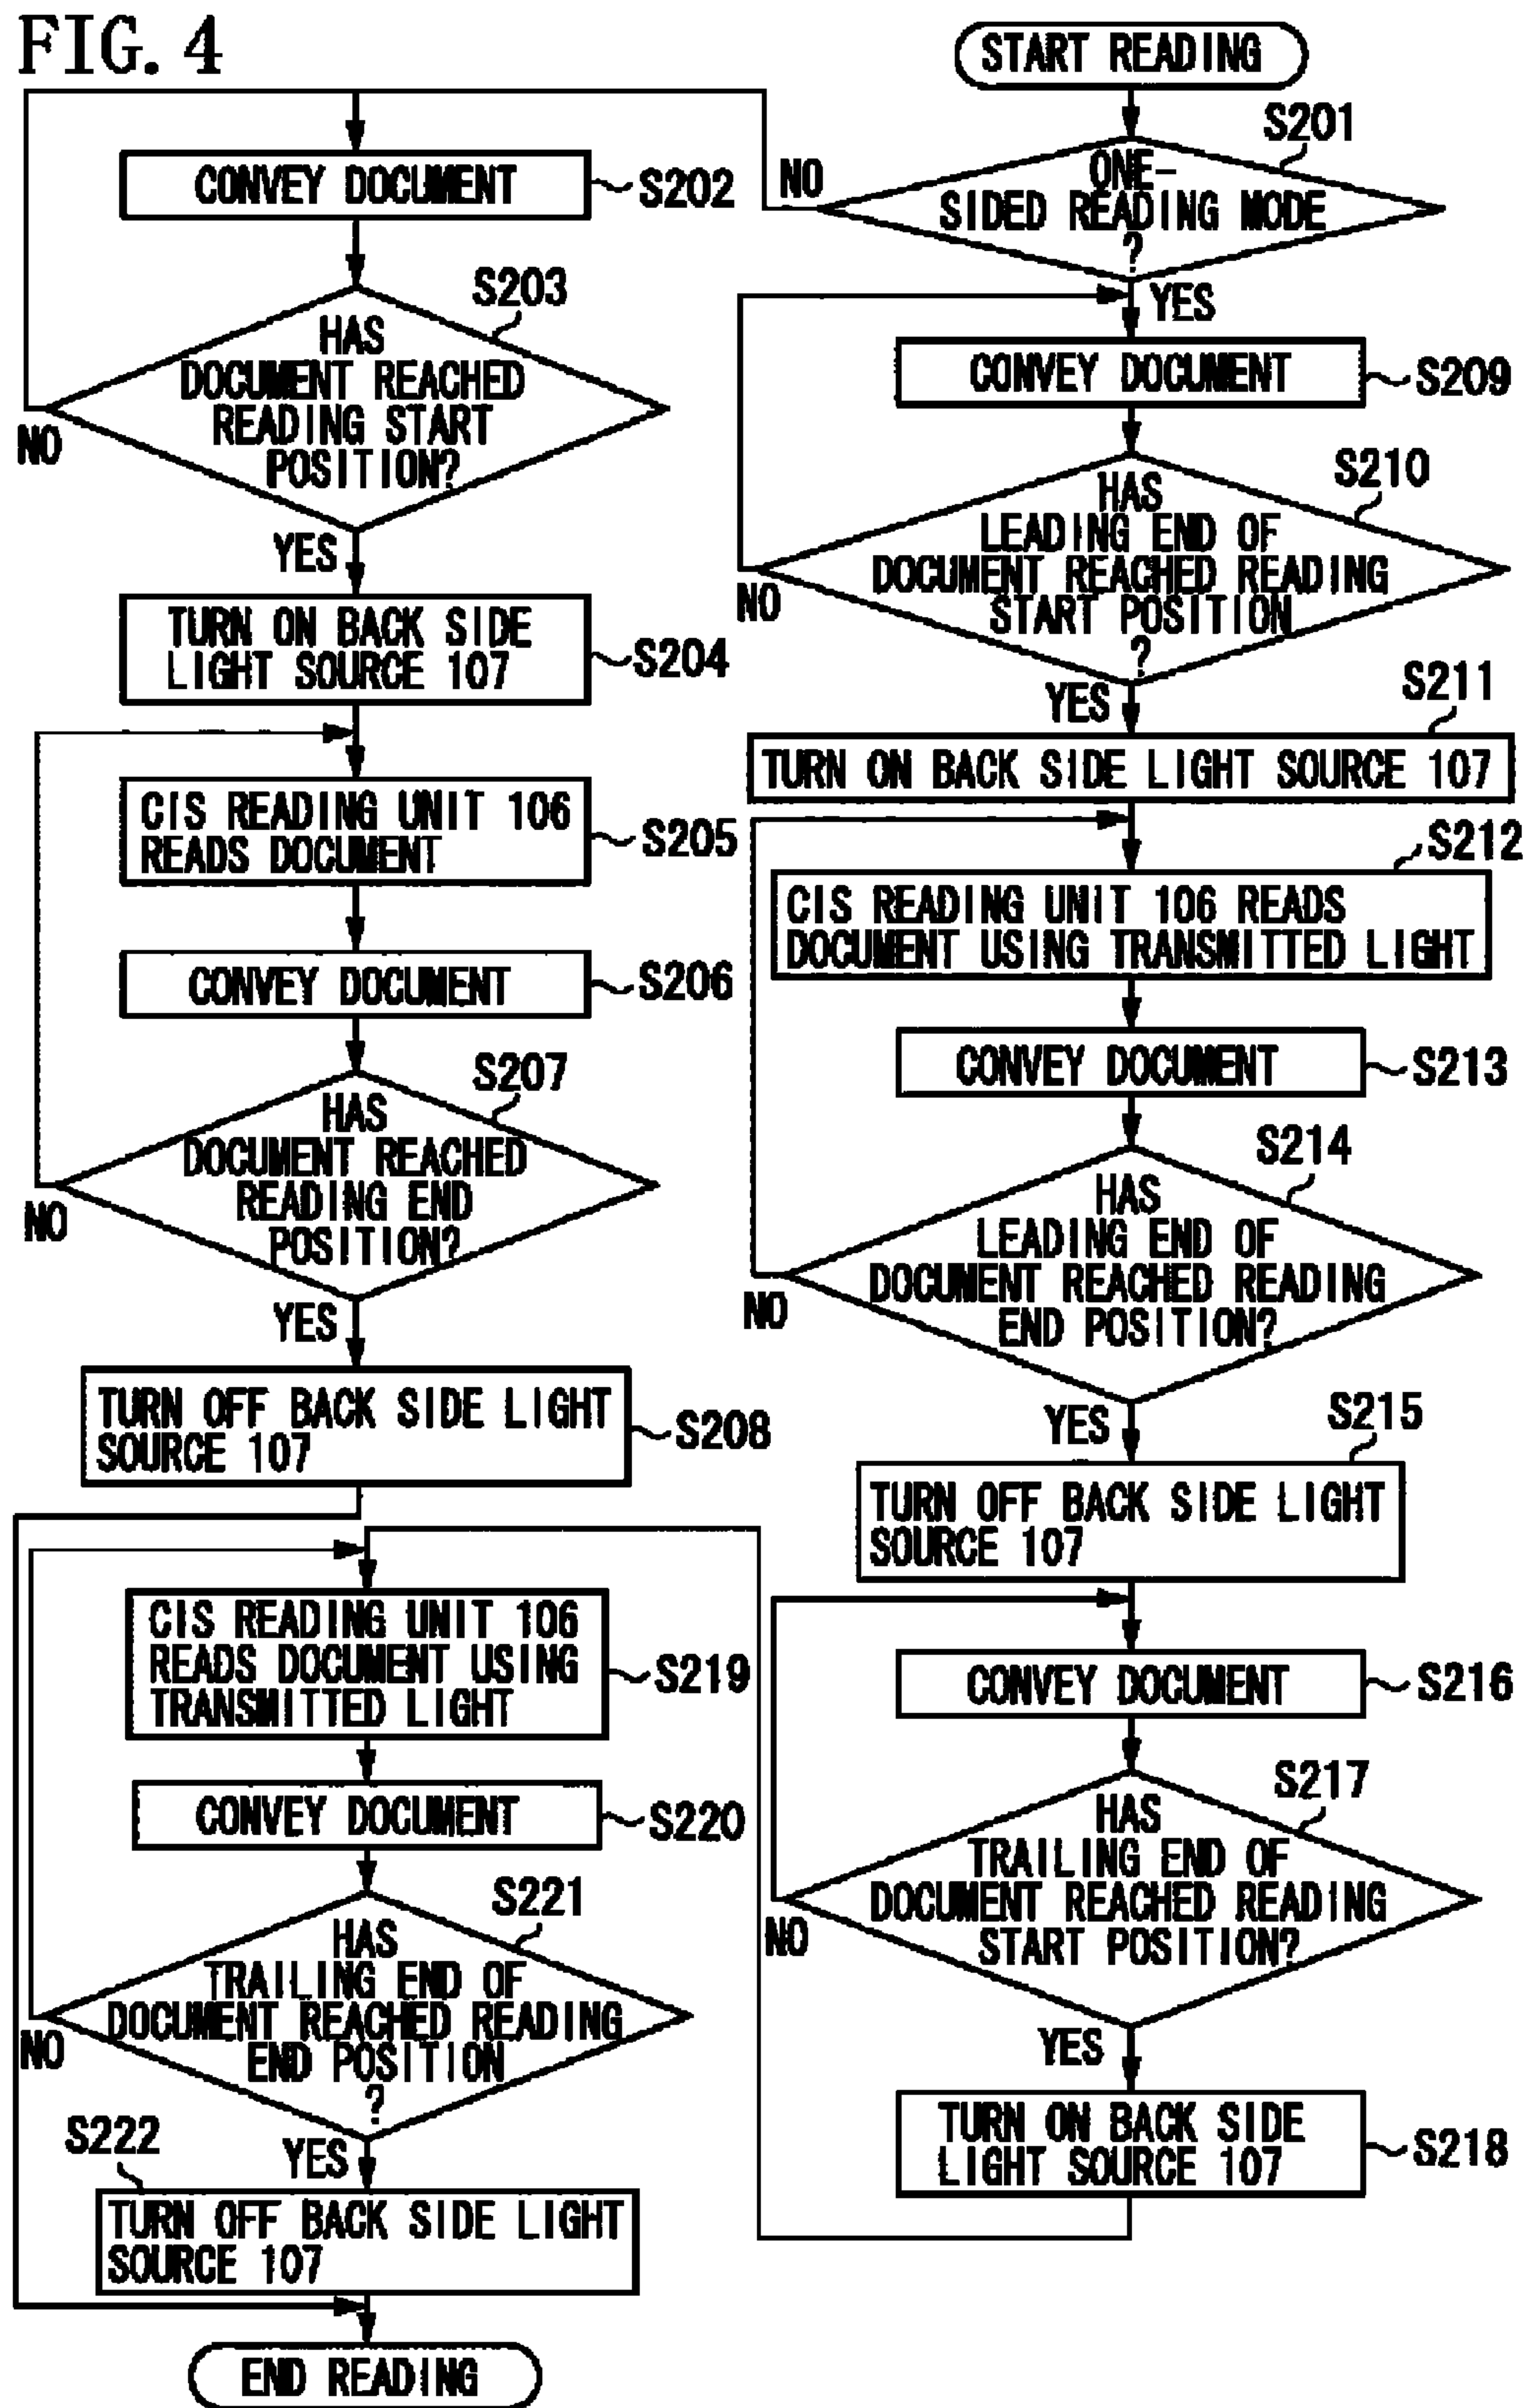 FIG. 4
START READING
S201
ONE-
SIDED READING MODE
?
NO
YES
CONVEY DOCUMENT
S202
S203
HAS
DOCUMENT REACHED
READING START
POSITION?
NO
YES
TURN ON BACK SIDE
LIGHT SOURCE 107
S204
CIS READING UNIT 106
READS DOCUMENT
S205
CONVEY DOCUMENT
S206
S207
HAS
DOCUMENT REACHED
READING END
POSITION?
NO
YES
TURN OFF BACK SIDE LIGHT
SOURCE 107
S208
CONVEY DOCUMENT
S209
S210
HAS
LEADING END OF
DOCUMENT REACHED READING
START POSITION
?
NO
YES
S211
TURN ON BACK SIDE LIGHT SOURCE 107
S212
CIS READING UNIT 106 READS
DOCUMENT USING TRANSMITTED LIGHT
CONVEY DOCUMENT
S213
S214
HAS
LEADING END OF
DOCUMENT REACHED READING
END POSITION?
NO
YES
S215
TURN OFF BACK SIDE LIGHT
SOURCE 107
CONVEY DOCUMENT
S216
S217
HAS
TRAILING END OF
DOCUMENT REACHED READING
START POSITION?
NO
YES
TURN ON BACK SIDE
LIGHT SOURCE 107
S218
CIS READING UNIT 106
READS DOCUMENT USING
TRANSMITTED LIGHT
S219
CONVEY DOCUMENT
S220
S221
HAS
TRAILING END OF
DOCUMENT REACHED READING
END POSITION
?
NO
YES
S222
TURN OFF BACK SIDE LIGHT
SOURCE 107
END READING